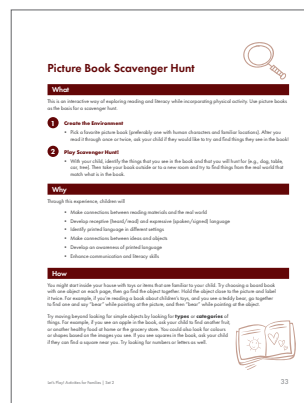 Picture Book Scavenger Hunt
What
This is an interactive way of exploring reading and literacy while incorporating physical activity. Use picture books
as the basis for a scavenger hunt.
1 Create the Environment
• Pick a favorite picture book (preferably one with human characters and familiar locations). After you
read it through once or twice, ask your child if they would like to try and find things they see in the book!
2 Play Scavenger Hunt!
• With your child, identify the things that you see in the book and that you will hunt for (e.g., dog, table,
car, tree). Then take your book outside or to a new room and try to find things from the real world that
match what is in the book.
Why
Through this experience, children will
• Make connections between reading materials and the real world
• Develop receptive (heard/read) and expressive (spoken/signed) language
• Identify printed language in different settings
• Make connections between ideas and objects
• Develop an awareness of printed language
• Enhance communication and literacy skills
How
You might start inside your house with toys or items that are familiar to your child. Try choosing a board book
with one object on each page, then go find the object together. Hold the object close to the picture and label
it twice. For example, if you're reading a book about children's toys, and you see a teddy bear, go together
to find one and say "bear" while pointing at the picture, and then "bear" while pointing at the object.
Try moving beyond looking for simple objects by looking for types or categories of
things. For example, if you see an apple in the book, ask your child to find another fruit,
or another healthy food at home or the grocery store. You could also look for colours
or shapes based on the images you see. If you see squares in the book, ask your child
if they can find a square near you. Try looking for numbers or letters as well.
Let's Play! Activities for Families | Set 2
33